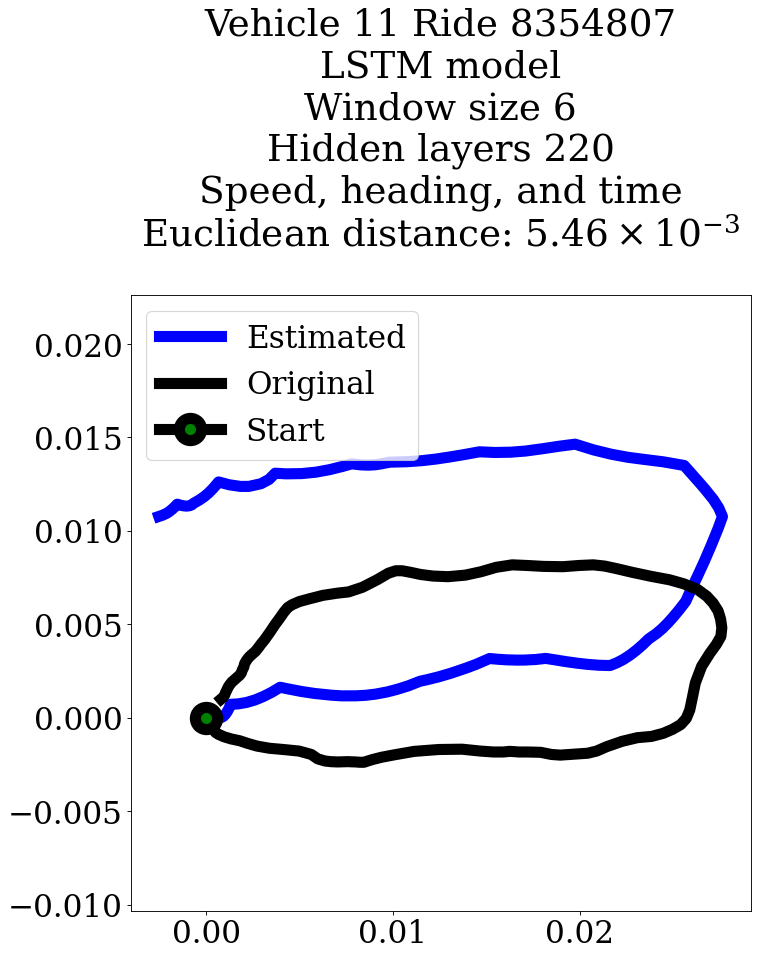 Vehicle 11 Ride 8354807
LSTM model
Window size 6
Hidden layers 220
Speed, heading, and time
Euclidean distance: 5.46 × 10⁻³
Estimated
Original
Start
0.020
0.015
0.010
0.005
0.000
−0.005
−0.010
0.00 0.01 0.02